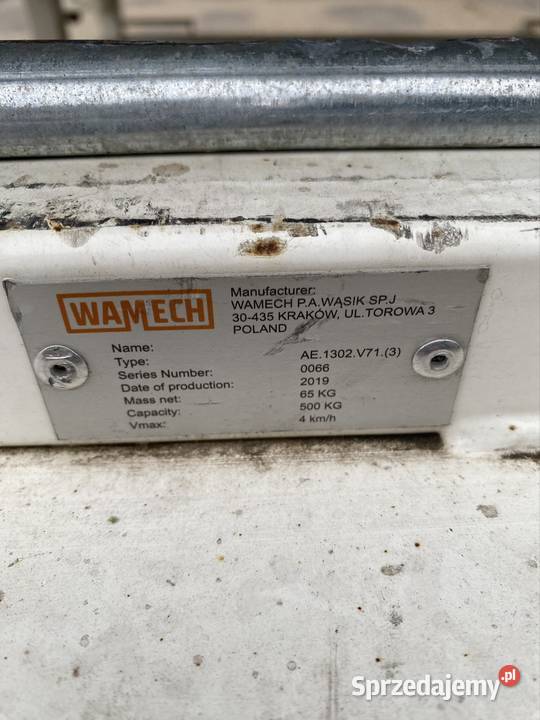 WAMECH
Manufacturer:
WAMECH P.A.WĄSIK SP.J
30-435 KRAKÓW, UL.TOROWA 3
POLAND
Name:
Type: AE.1302.V71.(3)
Series Number: 0066
Date of production: 2019
Mass net: 65 KG
Capacity: 500 KG
Vmax: 4 km/h
Sprzedajemy.pl